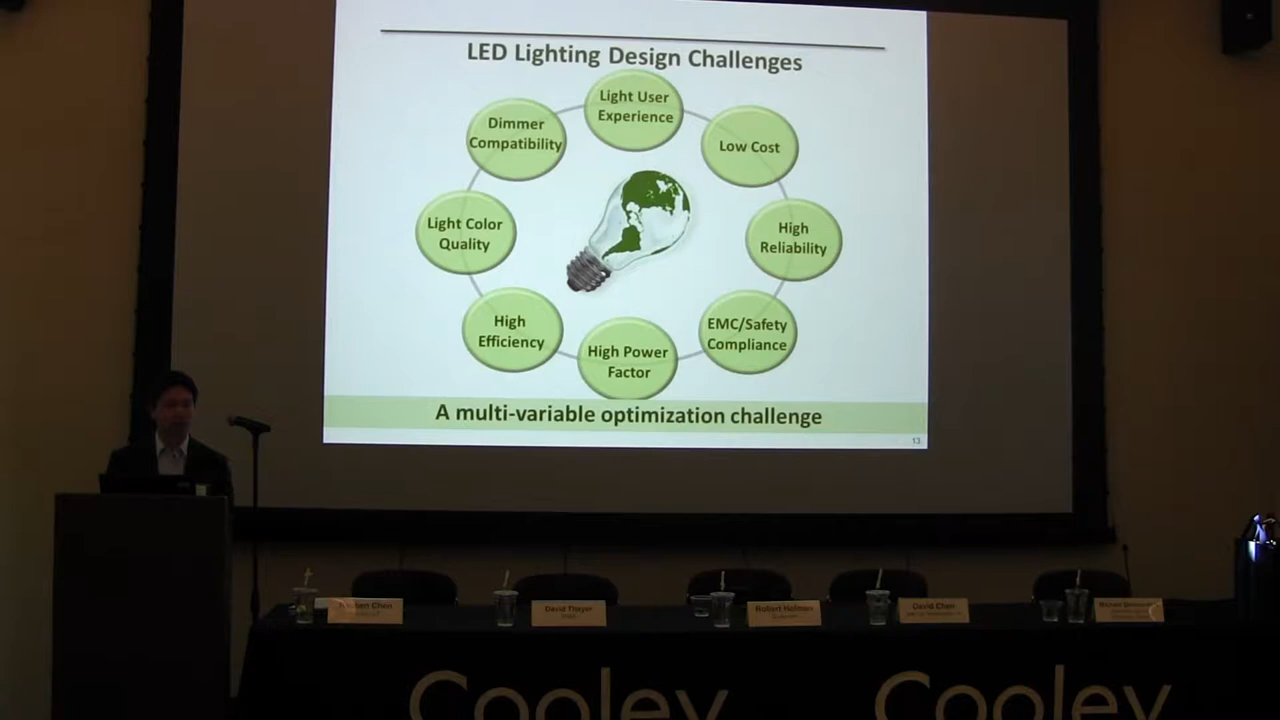 LED Lighting Design Challenges
Light User
Experience
Dimmer
Compatibility
Low Cost
Light Color
Quality
High
Reliability
High
Efficiency
EMC/Safety
Compliance
High Power
Factor
A multi-variable optimization challenge
13
Chen
David Thayer
Robert
David Chen
Cooley
Cooley